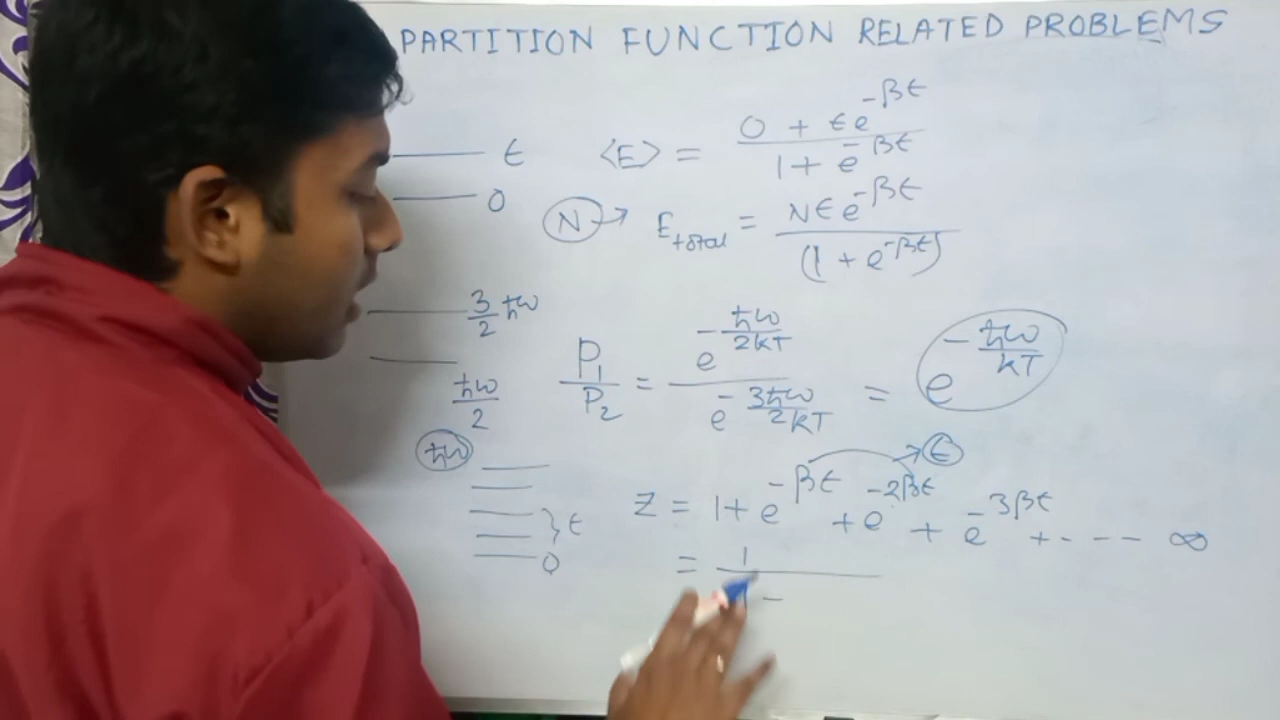 PARTITION FUNCTION RELATED PROBLEMS
ϵ
0
⟨E⟩ = (0 + ϵe^{-βϵ}) / (1 + e^{-βϵ})
N → E_total = Nϵe^{-βϵ} / (1 + e^{-βϵ})
3/2 ħω
ħω/2
P₁/P₂ = e^{-ħω/2kT} / e^{-3ħω/2kT} = e^{-ħω/kT}
ħω
} ϵ
0
Z = 1 + e^{-βϵ} + e^{-2βϵ} + e^{-3βϵ} + ---- ∞
ϵ
= 1 / 1 -